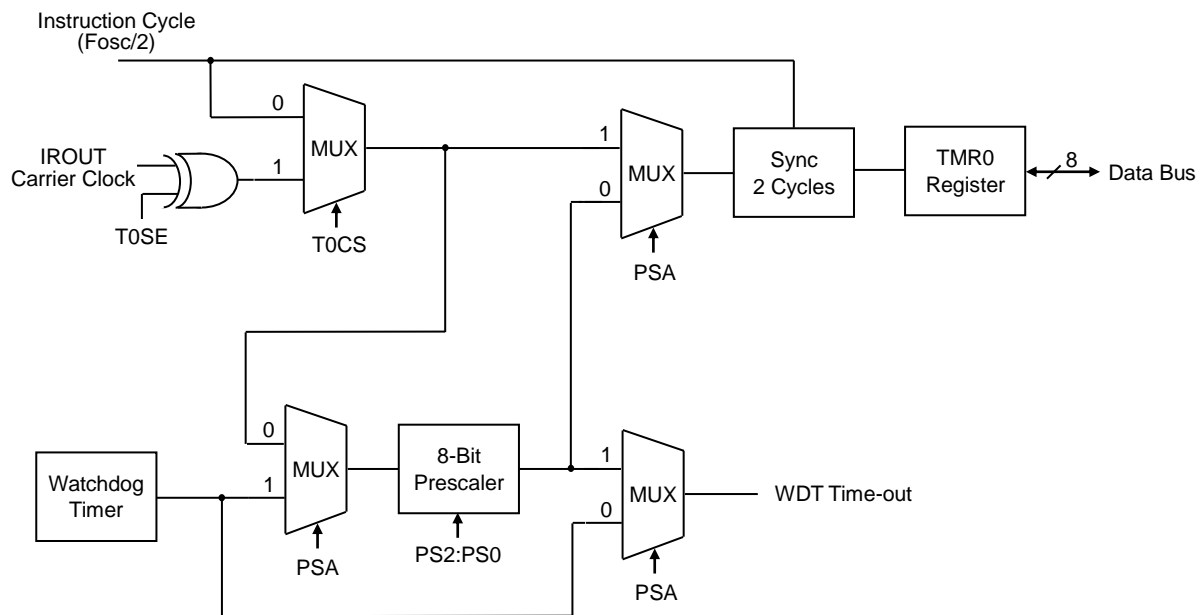 Instruction Cycle
(Fosc/2)
0
MUX
IROUT
Carrier Clock
1
T0SE
T0CS
1
MUX
0
PSA
Sync
2 Cycles
TMR0
Register
8
Data Bus
0
MUX
1
PSA
Watchdog
Timer
8-Bit
Prescaler
PS2:PS0
1
MUX
0
PSA
WDT Time-out